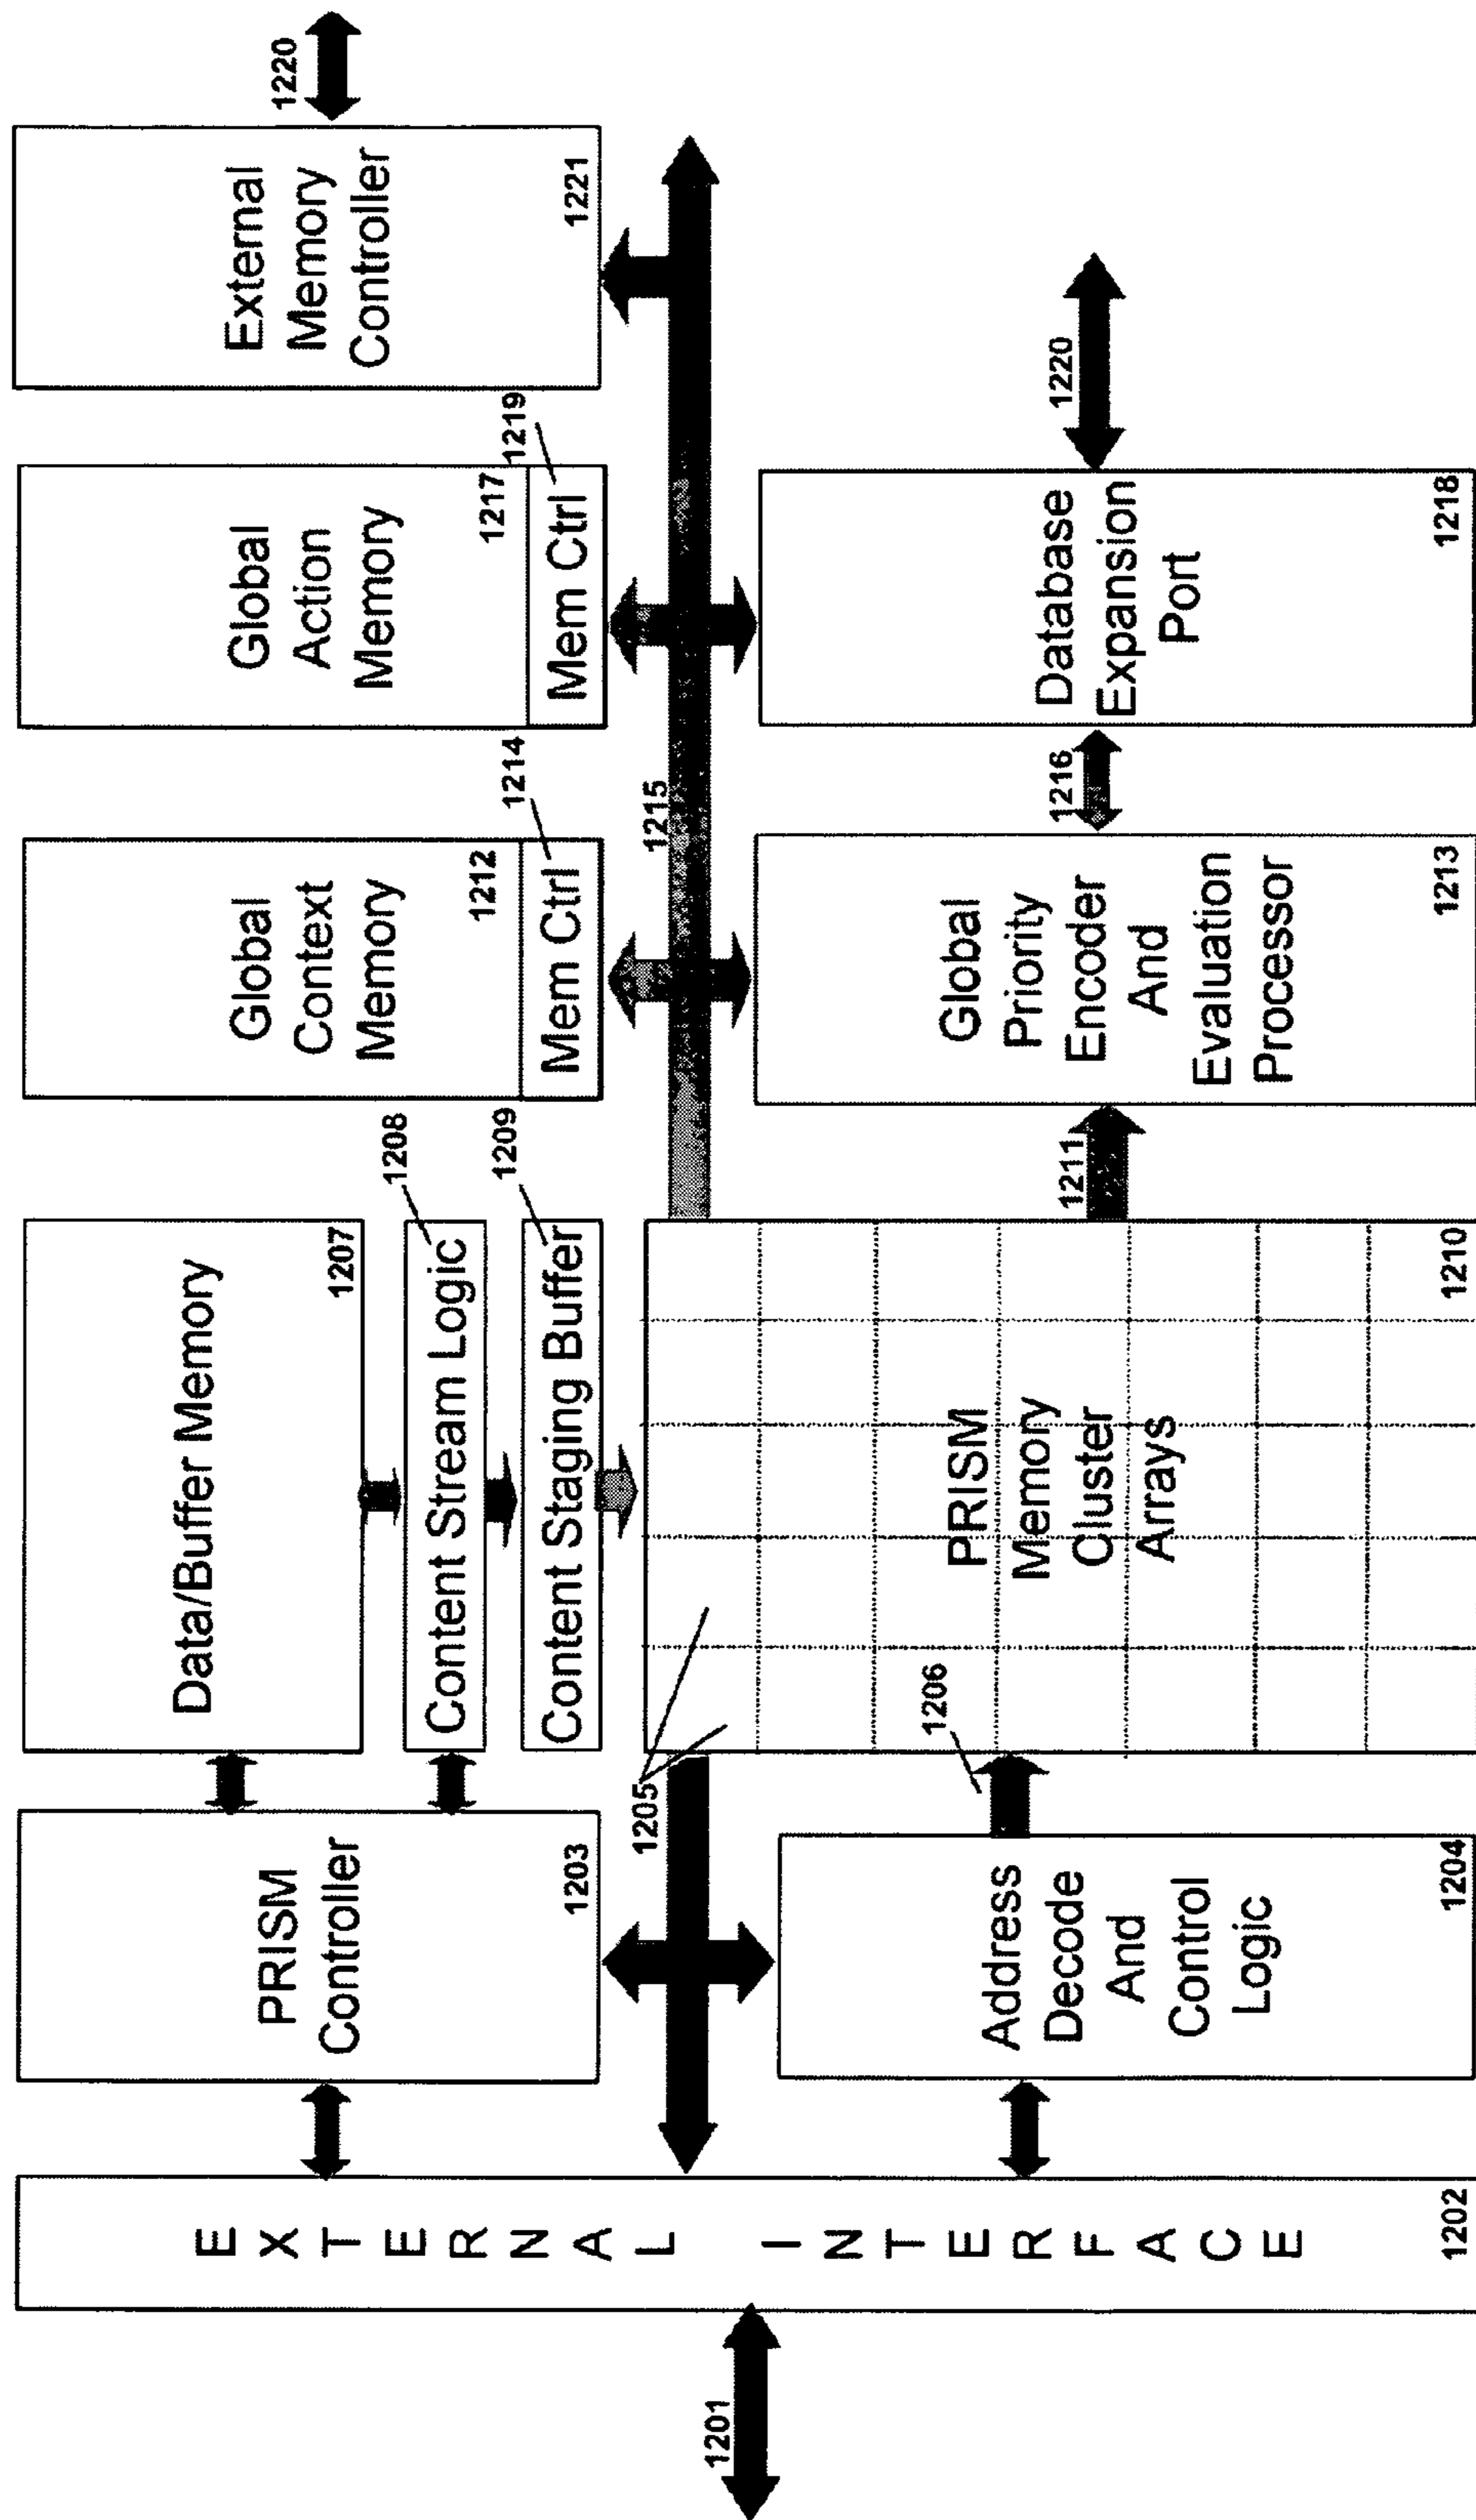 1201
EXTERNAL INTERFACE
1202
PRISM
Controller
1203
Address
Decode
And
Control
Logic
1204
1205
1206
Data/Buffer Memory
1207
Content Stream Logic
1208
Content Staging Buffer
1209
PRISM
Memory
Cluster
Arrays
1210
1211
Global
Context
Memory
1212
Mem Ctrl
1214
1215
Global
Priority
Encoder
And
Evaluation
Processor
1213
1216
Global
Action
Memory
1217
Mem Ctrl
1219
Database
Expansion
Port
1218
1220
External
Memory
Controller
1221
1220